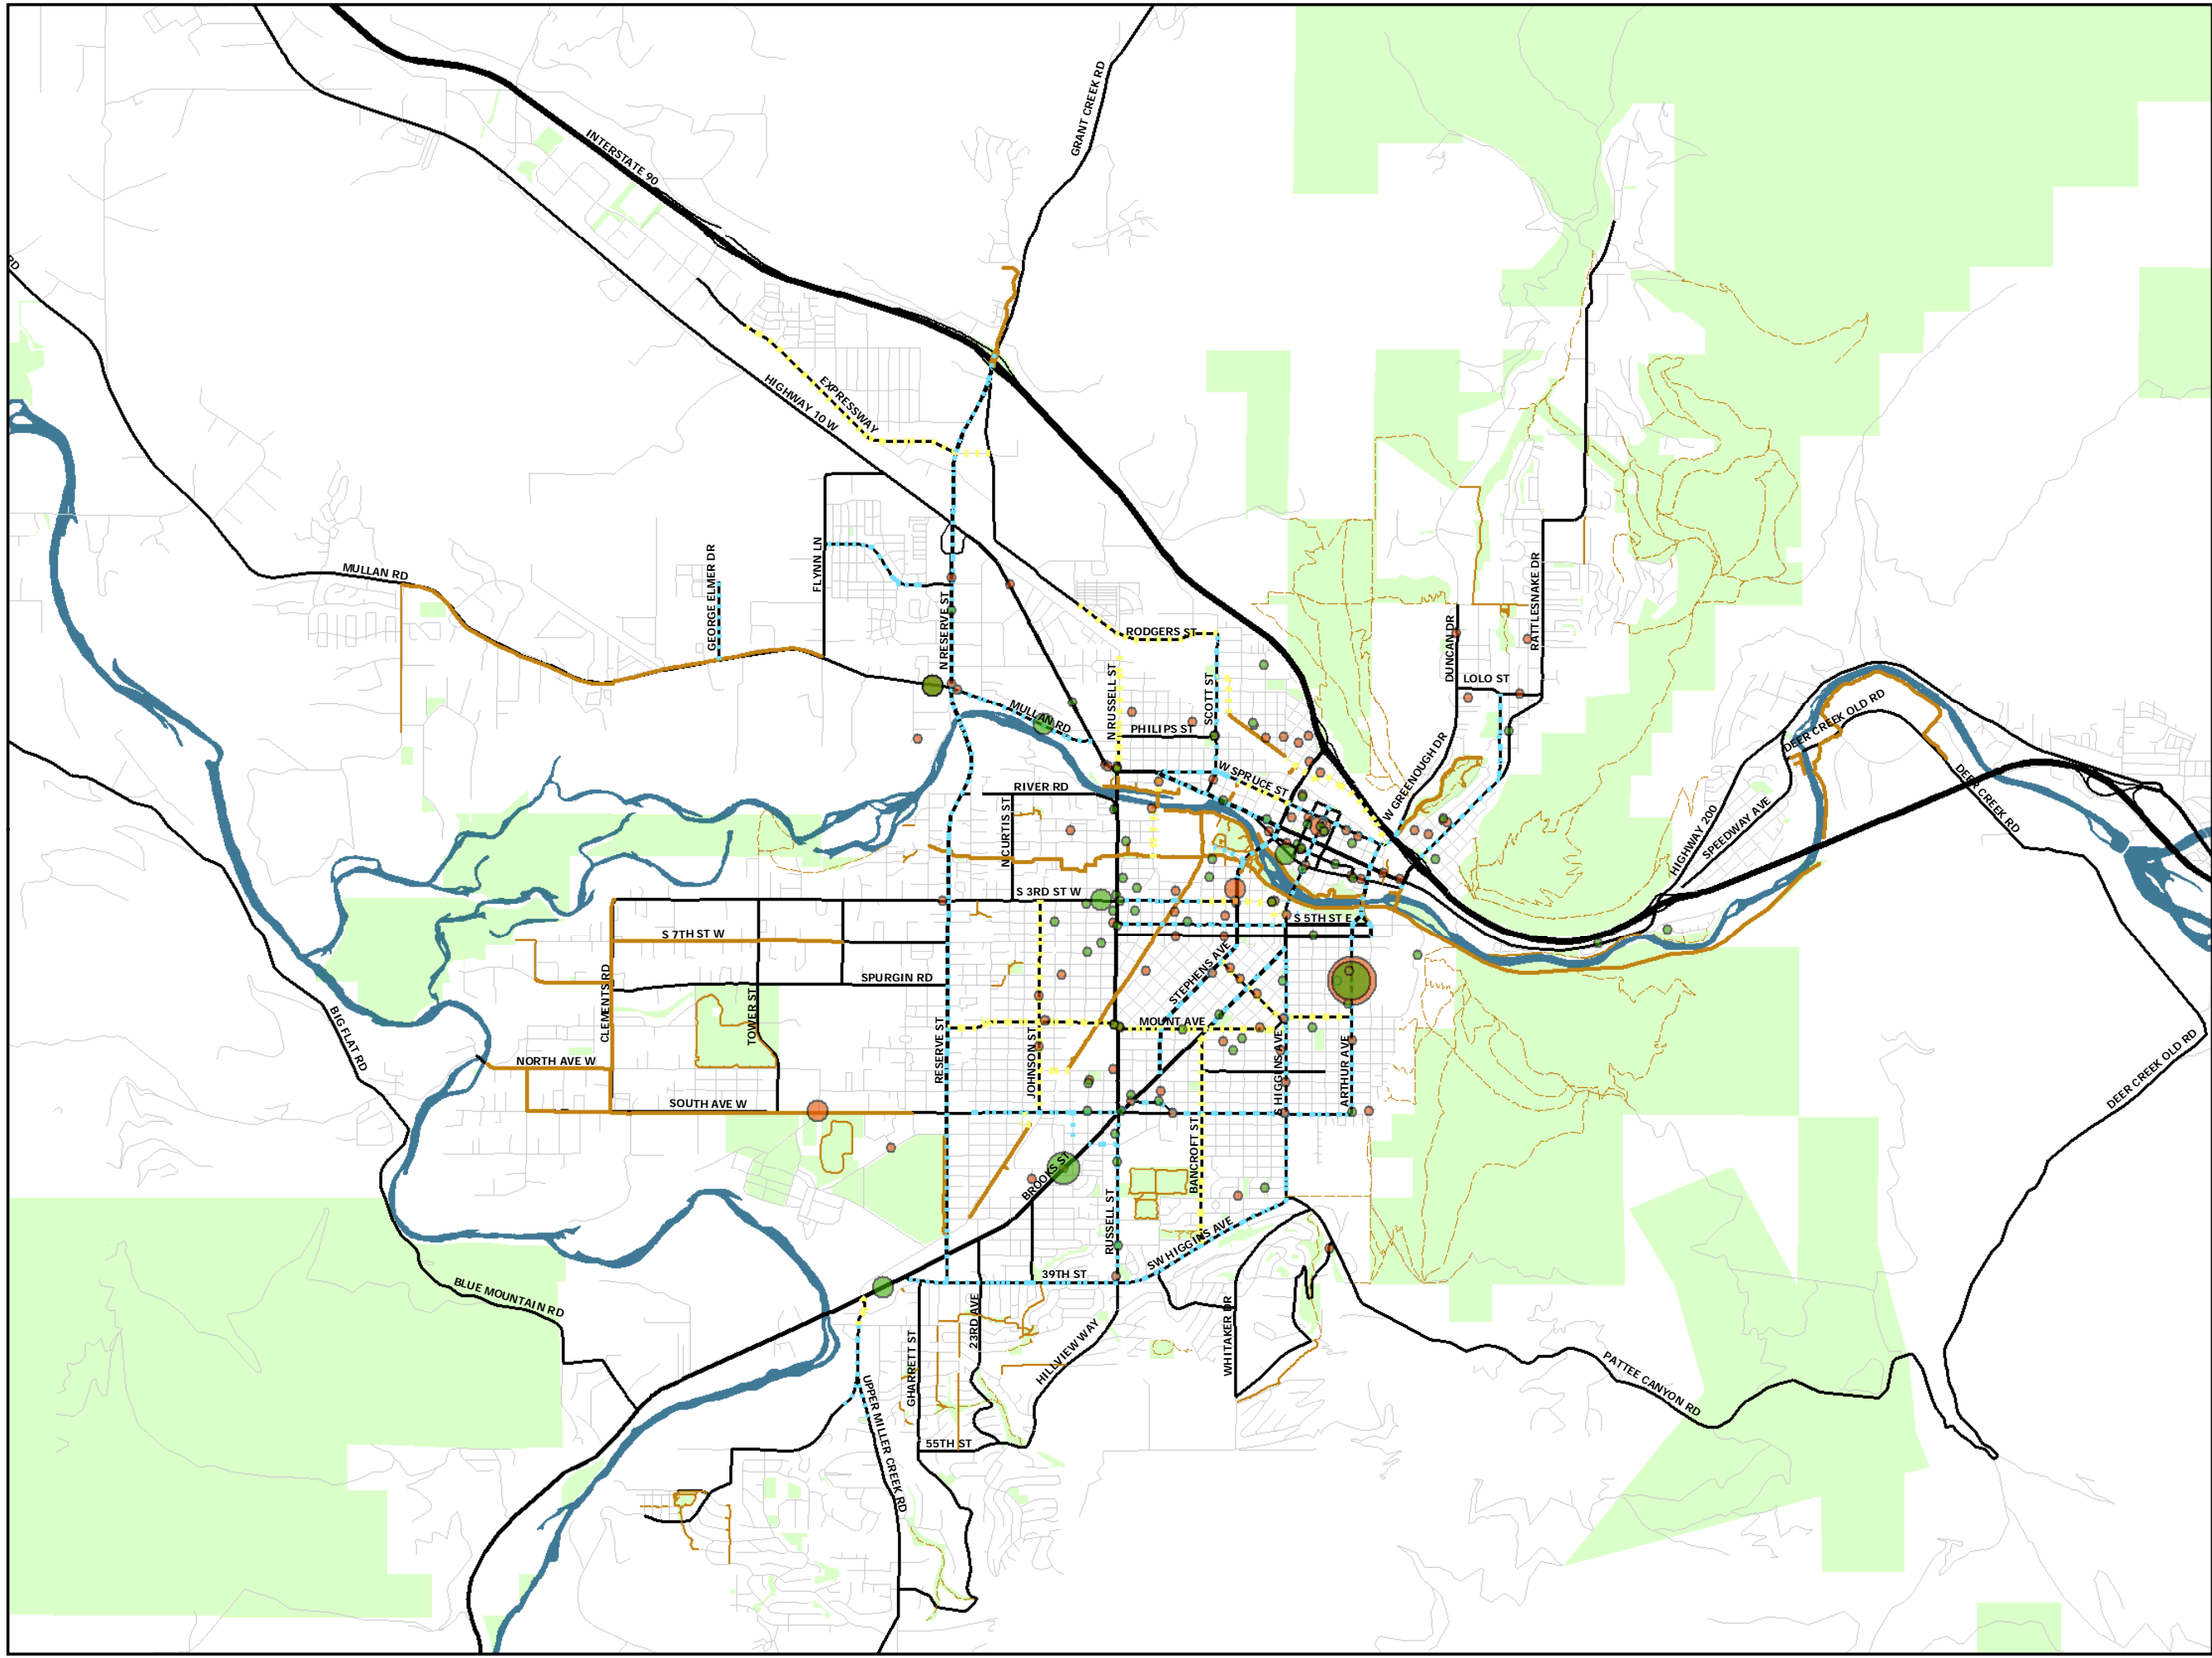 GRANT CREEK RD
INTERSTATE 90
RD
EXPRESSWAY
HIGHWAY 10 W
MULLAN RD
GEORGE ELMER DR
FLYNN LN
N RESERVE ST
RODGERS ST
DUNCAN DR
RATTLESNAKE DR
LOLO ST
N RUSSELL ST
SCOTT ST
MULLAN RD
PHILIPS ST
DEER CREEK OLD RD
W SPRUCE ST
W GREENOUGH DR
RIVER RD
DEER CREEK RD
N CURTIS ST
HIGHWAY 200
SPEEDWAY AVE
S 3RD ST W
S 5TH ST E
S 7TH ST W
STEPHENS AVE
SPURGIN RD
CLEMENTS RD
TOWER ST
BIG FLAT RD
MOUNT AVE
RESERVE ST
JOHNSON ST
S HIGGINS AVE
ARTHUR AVE
NORTH AVE W
DEER CREEK OLD RD
SOUTH AVE W
BANCROFT ST
BROOKS ST
RUSSELL ST
SW HIGGINS AVE
39TH ST
BLUE MOUNTAIN RD
23RD AVE
WHITAKER DR
GHARRETT ST
HILLVIEW WAY
PATTEE CANYON RD
UPPER MILLER CREEK RD
55TH ST